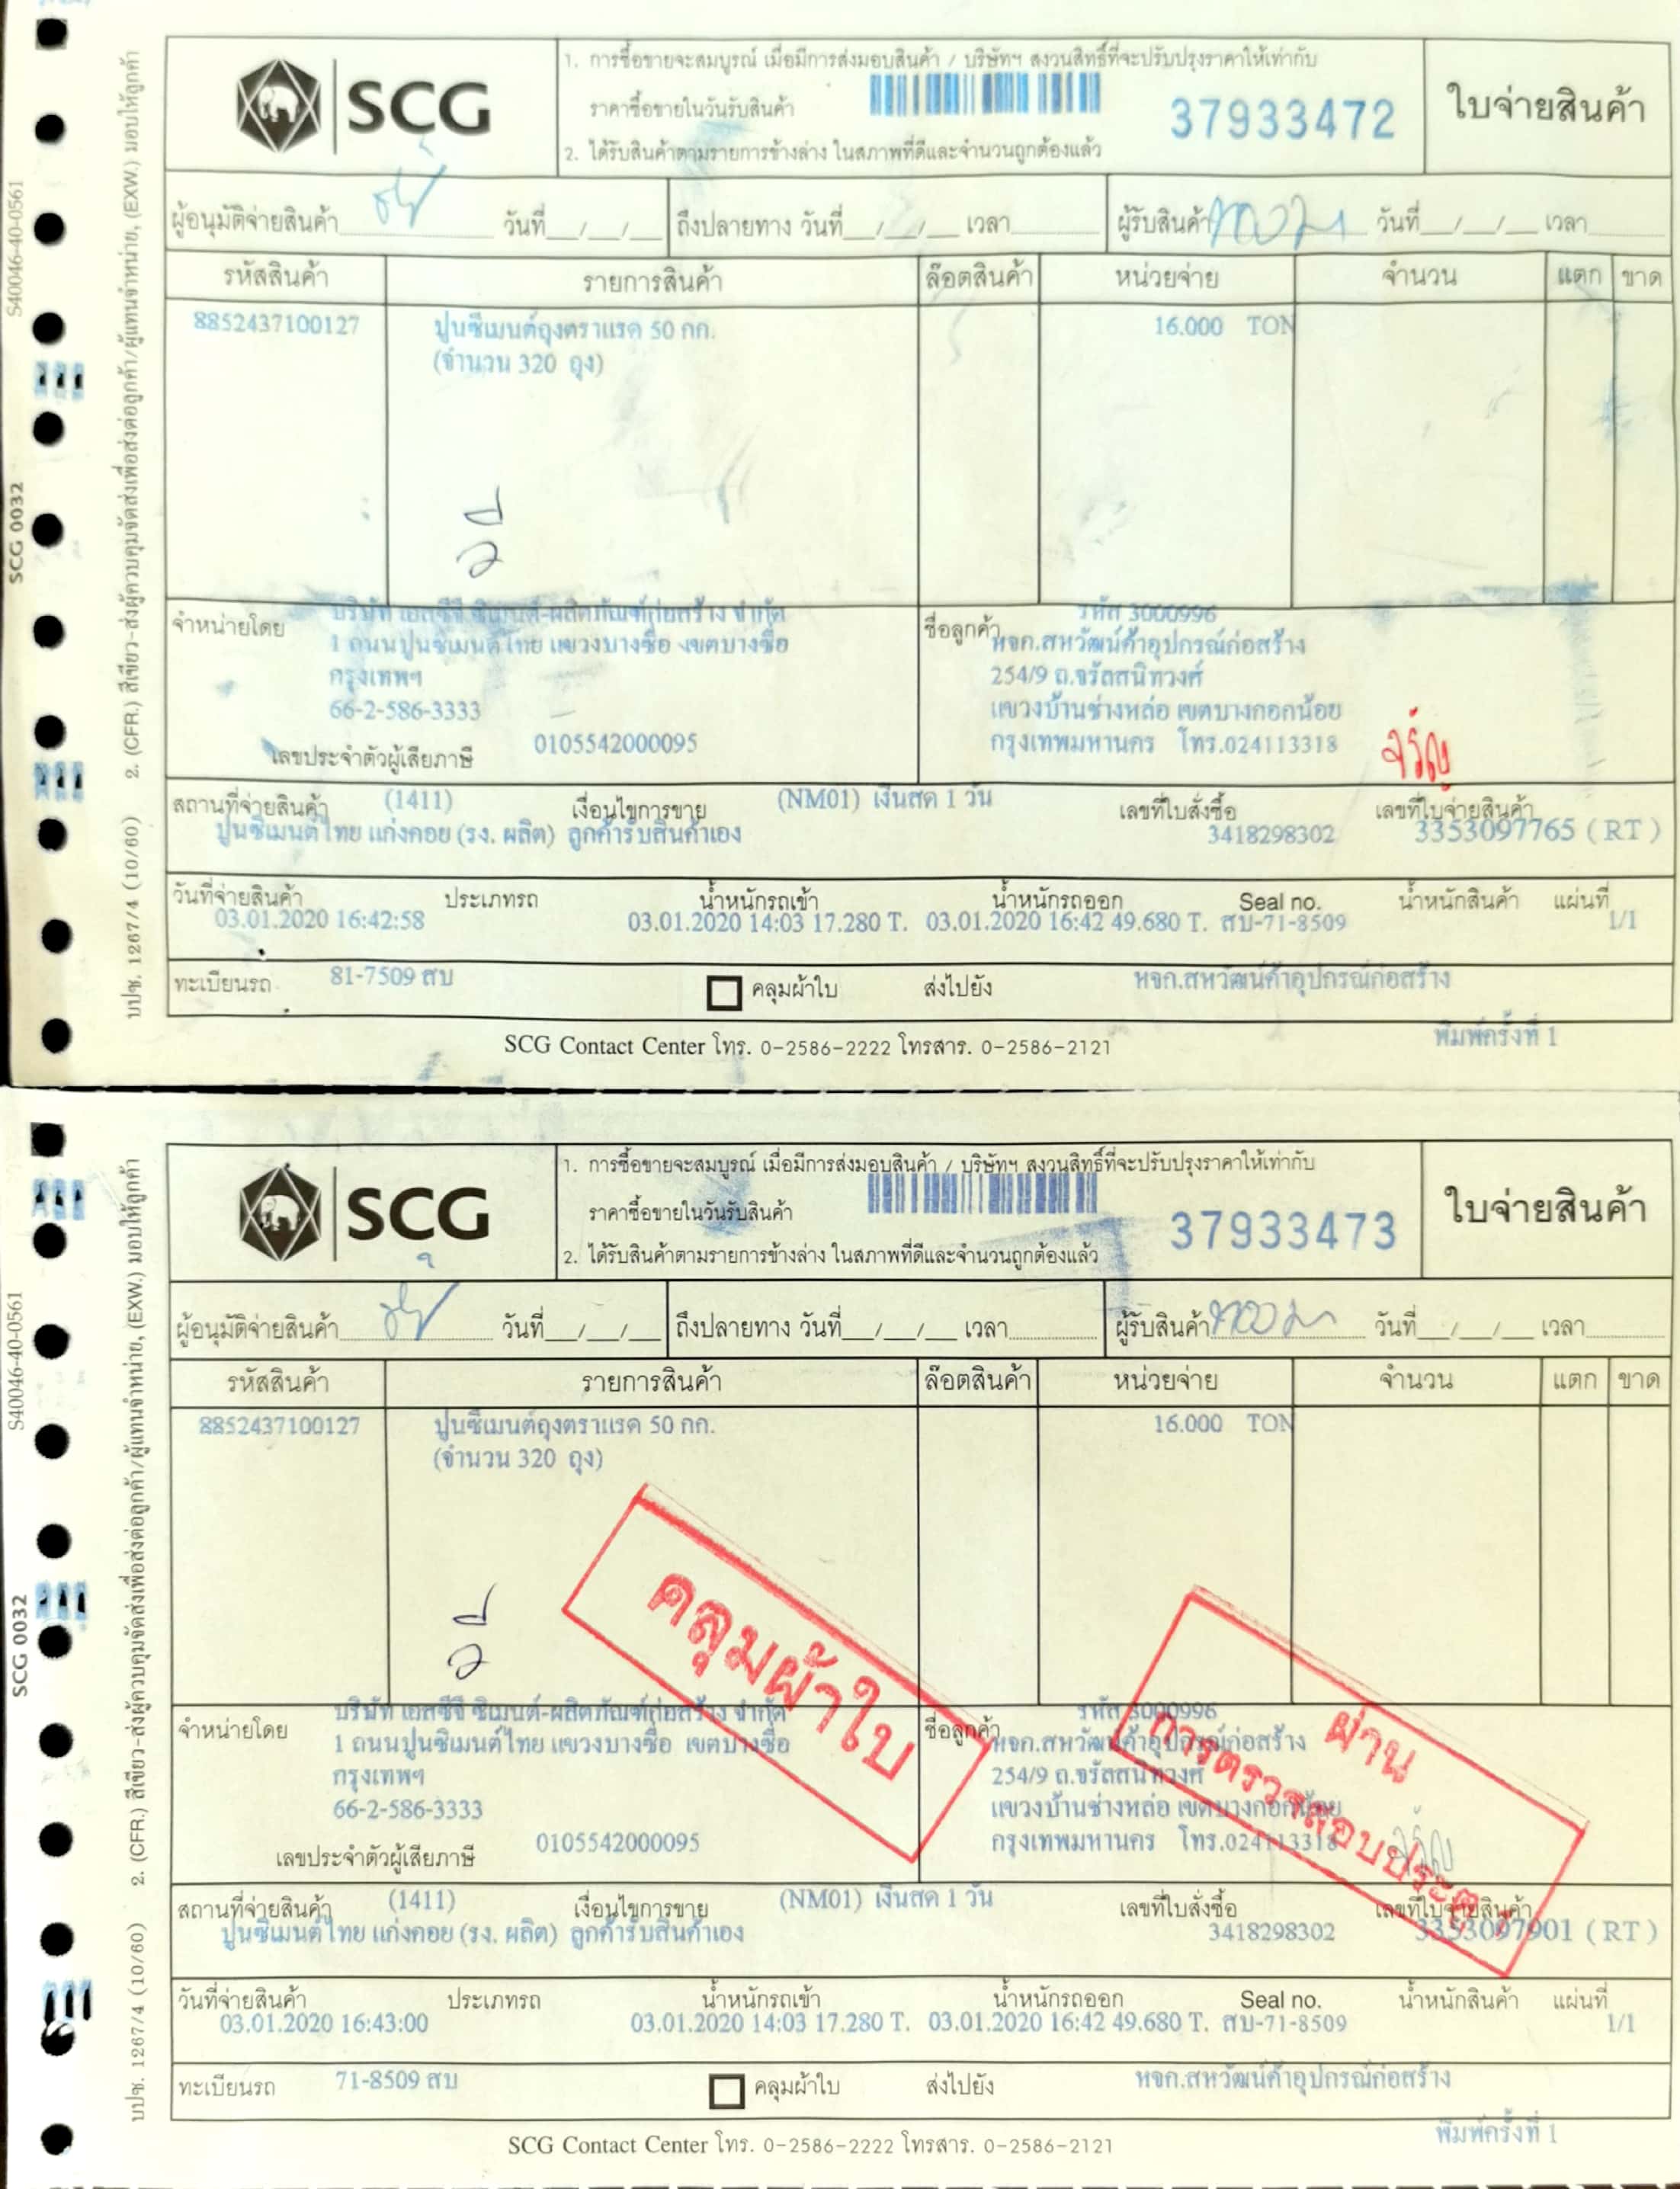 SCG
1. การซื้อขายจะสมบูรณ์ เมื่อมีการส่งมอบสินค้า / บริษัทฯ สงวนสิทธิ์ที่จะปรับปรุงราคาให้เท่ากับ
ราคาซื้อขายในวันรับสินค้า
2. ได้รับสินค้าตามรายการข้างล่าง ในสภาพที่ดีและจำนวนถูกต้องแล้ว
37933472
ใบจ่ายสินค้า
ผู้อนุมัติจ่ายสินค้า วันที่ / / ถึงปลายทาง วันที่ / / เวลา ผู้รับสินค้า วันที่ / / เวลา
รหัสสินค้า รายการสินค้า ล๊อตสินค้า หน่วยจ่าย จำนวน แตก ขาด
8852437100127 ปูนซีเมนต์ถุงตราแรด 50 กก. 16.000 TON
(จำนวน 320 ถุง)
จำหน่ายโดย บริษัท เอสซีจี ซิเมนต์-ผลิตภัณฑ์ก่อสร้าง จำกัด
1 ถนนปูนซิเมนต์ไทย แขวงบางซื่อ เขตบางซื่อ
กรุงเทพฯ
66-2-586-3333
เลขประจำตัวผู้เสียภาษี 0105542000095
ชื่อลูกค้า รหัส 3000996
หจก.สหวัฒน์ค้าอุปกรณ์ก่อสร้าง
254/9 ถ.จรัสสนิทวงศ์
แขวงบ้านช่างหล่อ เขตบางกอกน้อย
กรุงเทพมหานคร โทร.024113318
สถานที่จ่ายสินค้า (1411) เงื่อนไขการขาย (NM01) เงินสด 1 วัน เลขที่ใบสั่งซื้อ เลขที่ใบจ่ายสินค้า
ปูนซิเมนต์ไทย แก่งคอย (รง. ผลิต) ลูกค้ารับสินค้าเอง 3418298302 3353097765 (RT)
วันที่จ่ายสินค้า ประเภทรถ น้ำหนักรถเข้า น้ำหนักรถออก Seal no. น้ำหนักสินค้า แผ่นที่
03.01.2020 16:42:58 03.01.2020 14:03 17.280 T. 03.01.2020 16:42 49.680 T. สบ-71-8509 1/1
ทะเบียนรถ 81-7509 สบ คลุมผ้าใบ ส่งไปยัง หจก.สหวัฒน์ค้าอุปกรณ์ก่อสร้าง
SCG Contact Center โทร. 0-2586-2222 โทรสาร. 0-2586-2121
พิมพ์ครั้งที่ 1
S40046-40-0561
SCG 0032
2. (CFR.) สีเขียว-ส่งผู้ควบคุมจัดส่งเพื่อส่งต่อลูกค้า/ผู้แทนจำหน่าย, (EXW.) มอบให้ลูกค้า
บปซ. 1267/4 (10/60)
SCG
1. การซื้อขายจะสมบูรณ์ เมื่อมีการส่งมอบสินค้า / บริษัทฯ สงวนสิทธิ์ที่จะปรับปรุงราคาให้เท่ากับ
ราคาซื้อขายในวันรับสินค้า
2. ได้รับสินค้าตามรายการข้างล่าง ในสภาพที่ดีและจำนวนถูกต้องแล้ว
37933473
ใบจ่ายสินค้า
ผู้อนุมัติจ่ายสินค้า วันที่ / / ถึงปลายทาง วันที่ / / เวลา ผู้รับสินค้า วันที่ / / เวลา
รหัสสินค้า รายการสินค้า ล๊อตสินค้า หน่วยจ่าย จำนวน แตก ขาด
8852437100127 ปูนซีเมนต์ถุงตราแรด 50 กก. 16.000 TON
(จำนวน 320 ถุง)
คลุมผ้าใบ
ผ่าน
การตรวจสอบประตู
จำหน่ายโดย บริษัท เอสซีจี ซิเมนต์-ผลิตภัณฑ์ก่อสร้าง จำกัด
1 ถนนปูนซิเมนต์ไทย แขวงบางซื่อ เขตบางซื่อ
กรุงเทพฯ
66-2-586-3333
เลขประจำตัวผู้เสียภาษี 0105542000095
ชื่อลูกค้า รหัส 3000996
หจก.สหวัฒน์ค้าอุปกรณ์ก่อสร้าง
254/9 ถ.จรัสสนิทวงศ์
แขวงบ้านช่างหล่อ เขตบางกอกน้อย
กรุงเทพมหานคร โทร.024113318
สถานที่จ่ายสินค้า (1411) เงื่อนไขการขาย (NM01) เงินสด 1 วัน เลขที่ใบสั่งซื้อ เลขที่ใบจ่ายสินค้า
ปูนซิเมนต์ไทย แก่งคอย (รง. ผลิต) ลูกค้ารับสินค้าเอง 3418298302 3353097901 (RT)
วันที่จ่ายสินค้า ประเภทรถ น้ำหนักรถเข้า น้ำหนักรถออก Seal no. น้ำหนักสินค้า แผ่นที่
03.01.2020 16:43:00 03.01.2020 14:03 17.280 T. 03.01.2020 16:42 49.680 T. สบ-71-8509 1/1
ทะเบียนรถ 71-8509 สบ คลุมผ้าใบ ส่งไปยัง หจก.สหวัฒน์ค้าอุปกรณ์ก่อสร้าง
SCG Contact Center โทร. 0-2586-2222 โทรสาร. 0-2586-2121
พิมพ์ครั้งที่ 1
S40046-40-0561
SCG 0032
2. (CFR.) สีเขียว-ส่งผู้ควบคุมจัดส่งเพื่อส่งต่อลูกค้า/ผู้แทนจำหน่าย, (EXW.) มอบให้ลูกค้า
บปซ. 1267/4 (10/60)